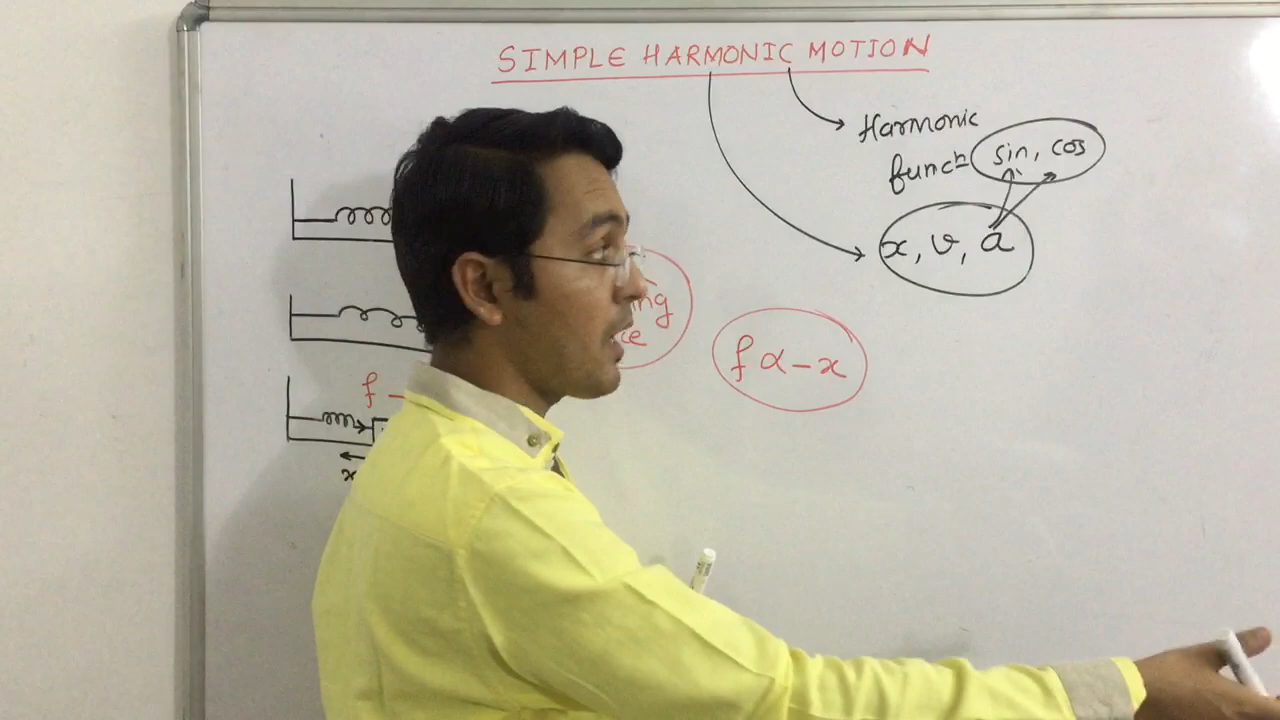 SIMPLE HARMONIC MOTION
Harmonic
funcn sin, cos
x, v, a
f α - x
f
x